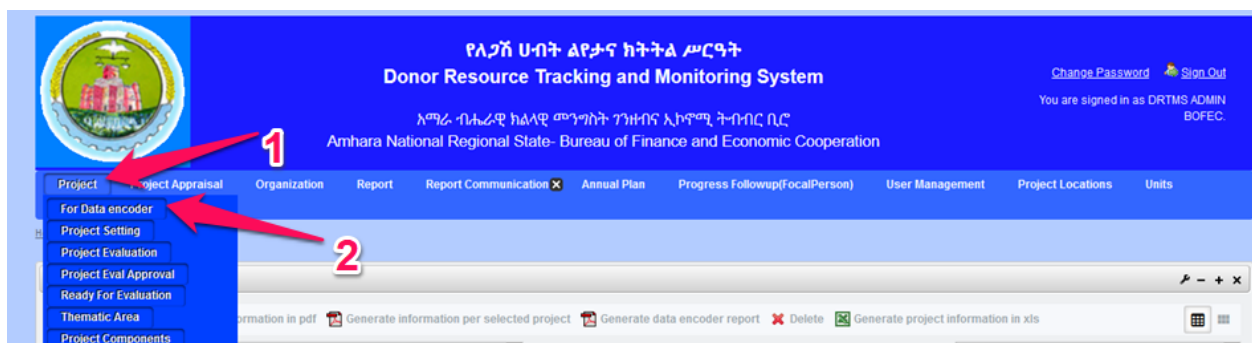 የለጋሽ ሀብት ልየታና ክትትል ሥርዓት
Donor Resource Tracking and Monitoring System
Change Password Sign Out
You are signed in as DRTMS ADMIN
BOFEC.
አማራ ብሔራዊ ክልላዊ መንግስት ገንዘብና ኢኮኖሚ ትብብር ቢሮ
Amhara National Regional State- Bureau of Finance and Economic Cooperation
1
Project Project Appraisal Organization Report Report Communication Annual Plan Progress Followup(FocalPerson) User Management Project Locations Units
For Data encoder
Project Setting
2
Project Evaluation
Project Eval Approval
Ready For Evaluation
Thematic Area
ormation in pdf Generate information per selected project Generate data encoder report Delete Generate project information in xls
Project Components